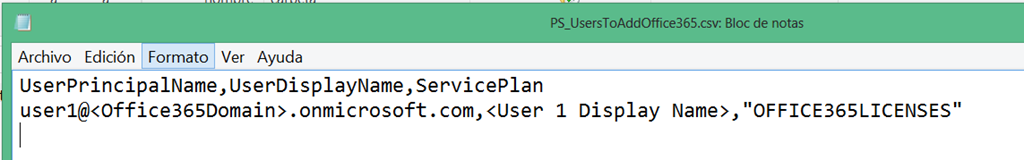 PS_UsersToAddOffice365.csv: Bloc de notas
Archivo Edición Formato Ver Ayuda
UserPrincipalName,UserDisplayName,ServicePlan
user1@<Office365Domain>.onmicrosoft.com,<User 1 Display Name>,"OFFICE365LICENSES"